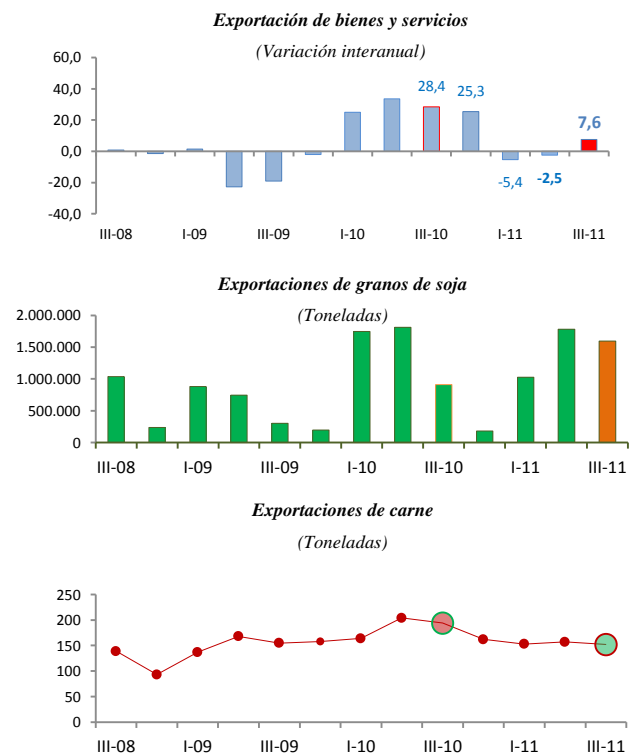 Exportación de bienes y servicios
(Variación interanual)
60,0
40,0
20,0
0,0
-20,0
-40,0
28,4
25,3
-5,4
-2,5
7,6
III-08 I-09 III-09 I-10 III-10 I-11 III-11
Exportaciones de granos de soja
(Toneladas)
2.000.000
1.500.000
1.000.000
500.000
0
III-08 I-09 III-09 I-10 III-10 I-11 III-11
Exportaciones de carne
(Toneladas)
250
200
150
100
50
0
III-08 I-09 III-09 I-10 III-10 I-11 III-11